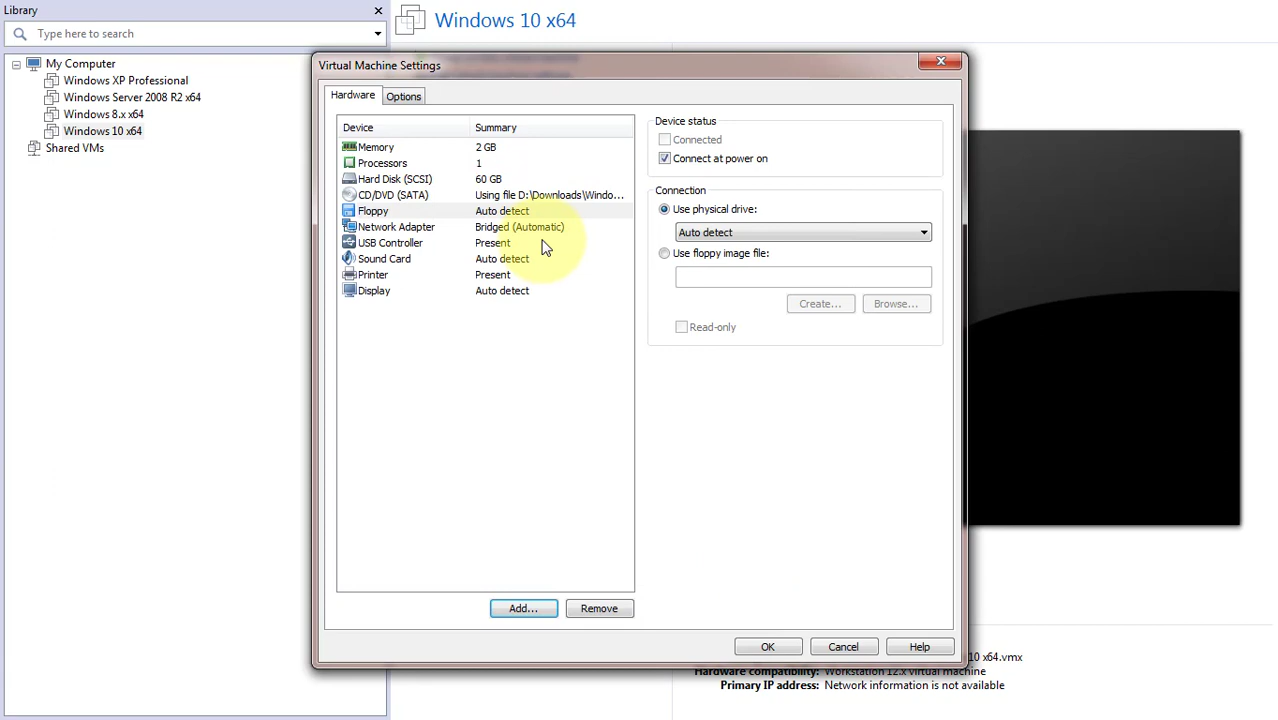 Library
Type here to search
My Computer
Windows XP Professional
Windows Server 2008 R2 x64
Windows 8.x x64
Windows 10 x64
Shared VMs
Windows 10 x64
Virtual Machine Settings
Hardware
Options
Device Summary
Memory 2 GB
Processors 1
Hard Disk (SCSI) 60 GB
CD/DVD (SATA) Using file D:\Downloads\Windo...
Floppy Auto detect
Network Adapter Bridged (Automatic)
USB Controller Present
Sound Card Auto detect
Printer Present
Display Auto detect
Add...
Remove
Device status
Connected
Connect at power on
Connection
Use physical drive:
Auto detect
Use floppy image file:
Create...
Browse...
Read-only
OK
Cancel
Help
10 x64.vmx
Hardware compatibility: Workstation 12.x virtual machine
Primary IP address: Network information is not available